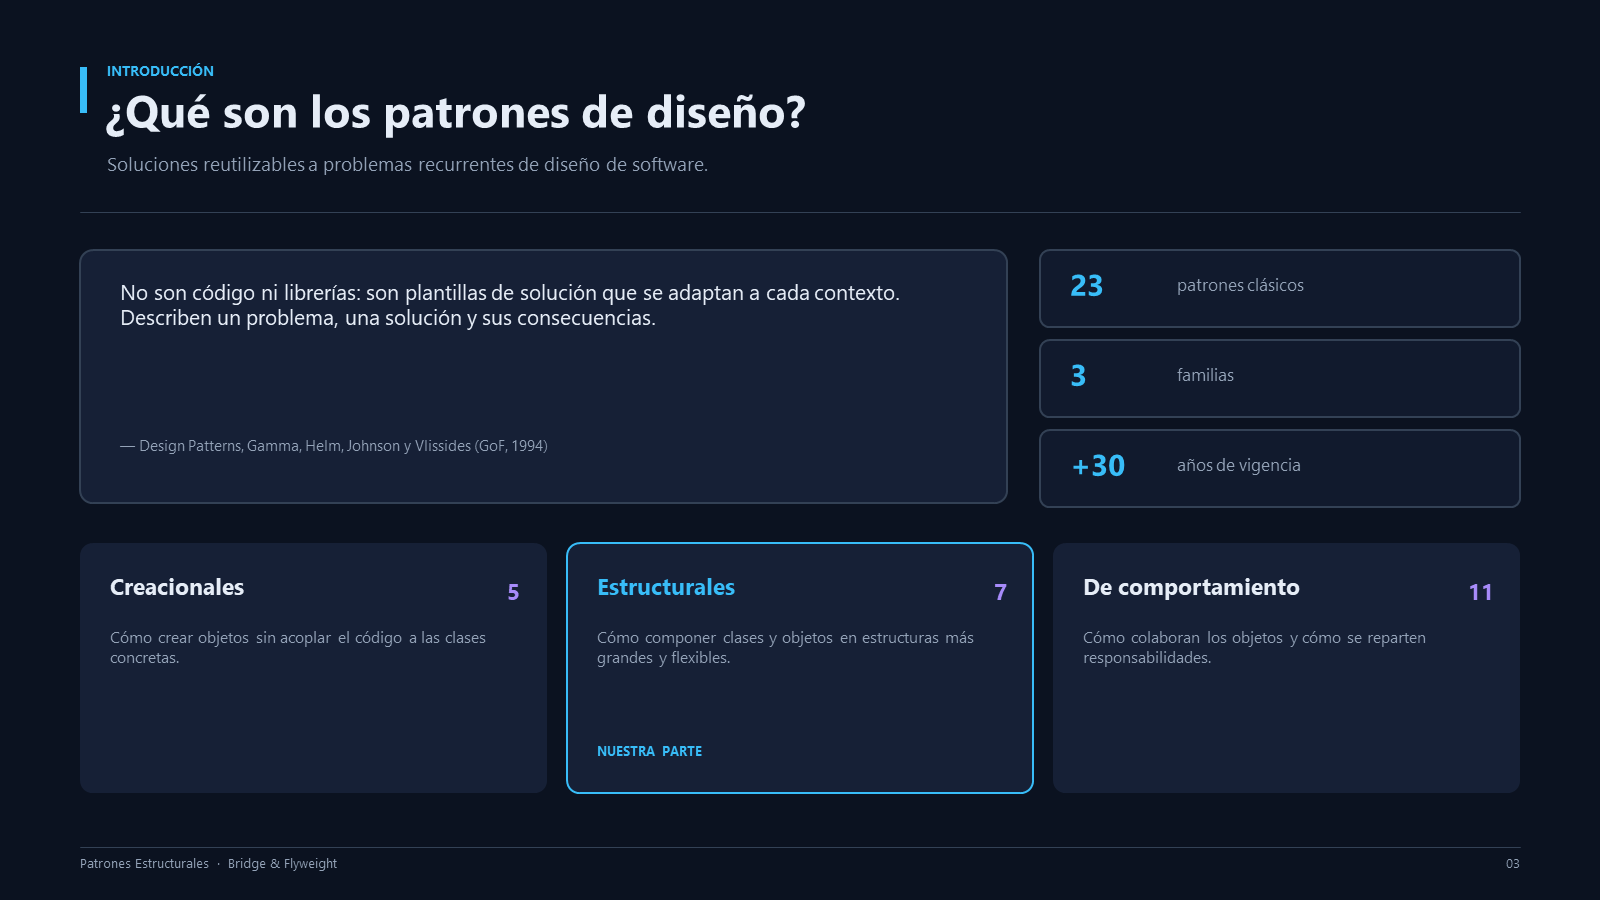 INTRODUCCIÓN
¿Qué son los patrones de diseño?
Soluciones reutilizables a problemas recurrentes de diseño de software.
No son código ni librerías: son plantillas de solución que se adaptan a cada contexto.
Describen un problema, una solución y sus consecuencias.
— Design Patterns, Gamma, Helm, Johnson y Vlissides (GoF, 1994)
23 patrones clásicos
3 familias
+30 años de vigencia
Creacionales 5
Cómo crear objetos sin acoplar el código a las clases
concretas.
Estructurales 7
Cómo componer clases y objetos en estructuras más
grandes y flexibles.
NUESTRA PARTE
De comportamiento 11
Cómo colaboran los objetos y cómo se reparten
responsabilidades.
Patrones Estructurales · Bridge & Flyweight
03